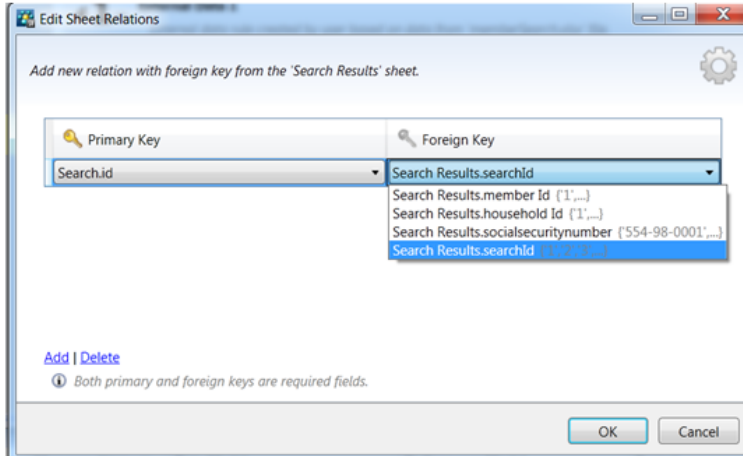 Edit Sheet Relations
Add new relation with foreign key from the 'Search Results' sheet.
Primary Key
Foreign Key
Search.id
Search Results.searchId
Search Results.member Id {'1',...}
Search Results.household Id {'1',...}
Search Results.socialsecuritynumber {'554-98-0001',...}
Search Results.searchId
Add | Delete
Both primary and foreign keys are required fields.
OK
Cancel